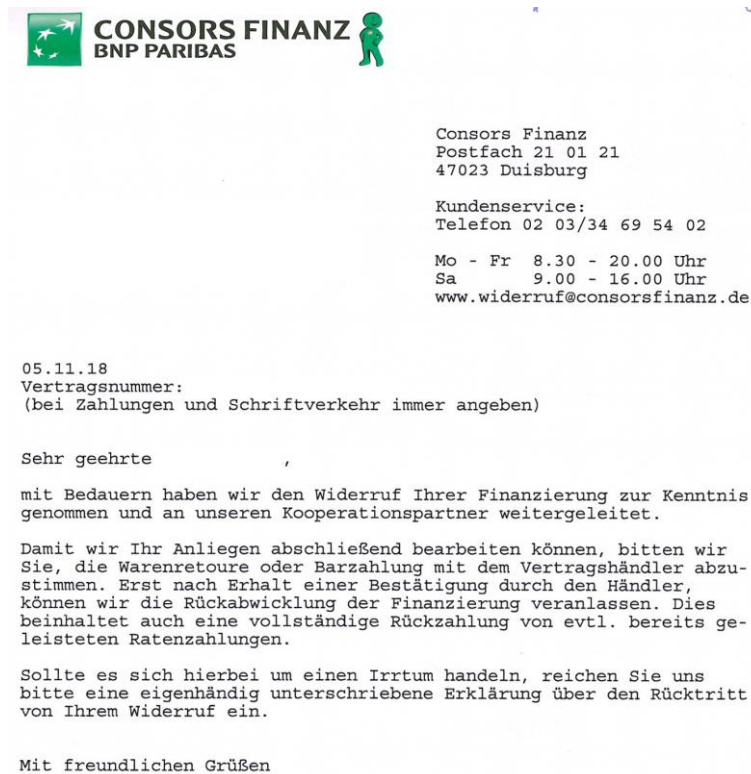 CONSORS FINANZ
BNP PARIBAS
Consors Finanz
Postfach 21 01 21
47023 Duisburg
Kundenservice:
Telefon 02 03/34 69 54 02
Mo - Fr 8.30 - 20.00 Uhr
Sa 9.00 - 16.00 Uhr
www.widerruf@consorsfinanz.de
05.11.18
Vertragsnummer:
(bei Zahlungen und Schriftverkehr immer angeben)
Sehr geehrte ,
mit Bedauern haben wir den Widerruf Ihrer Finanzierung zur Kenntnis
genommen und an unseren Kooperationspartner weitergeleitet.
Damit wir Ihr Anliegen abschließend bearbeiten können, bitten wir
Sie, die Warenretoure oder Barzahlung mit dem Vertragshändler abzu-
stimmen. Erst nach Erhalt einer Bestätigung durch den Händler,
können wir die Rückabwicklung der Finanzierung veranlassen. Dies
beinhaltet auch eine vollständige Rückzahlung von evtl. bereits ge-
leisteten Ratenzahlungen.
Sollte es sich hierbei um einen Irrtum handeln, reichen Sie uns
bitte eine eigenhändig unterschriebene Erklärung über den Rücktritt
von Ihrem Widerruf ein.
Mit freundlichen Grüßen